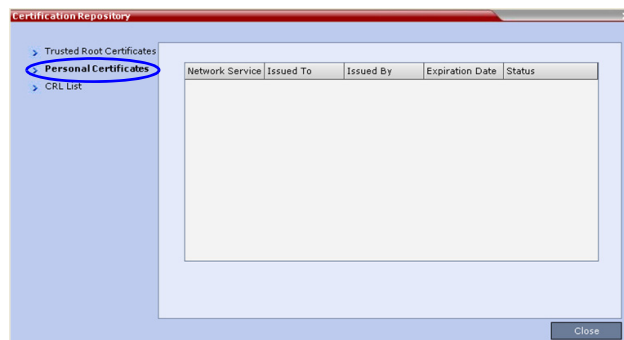 Certification Repository
Trusted Root Certificates
Personal Certificates
CRL List
Network Service Issued To Issued By Expiration Date Status
Close